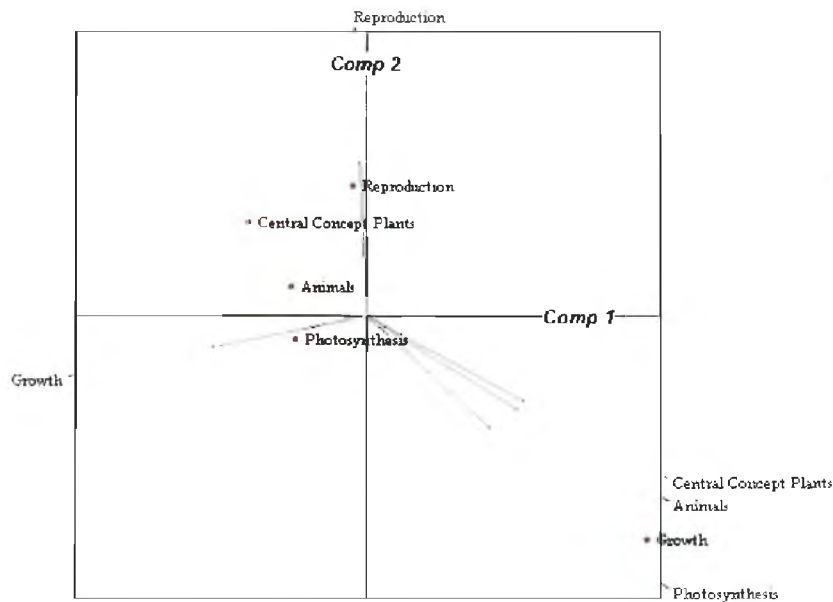 Reproduction
Comp 2
Reproduction
Central Concept Plants
Animals
Comp 1
Photosynthesis
Growth
Central Concept Plants
Animals
Growth
Photosynthesis